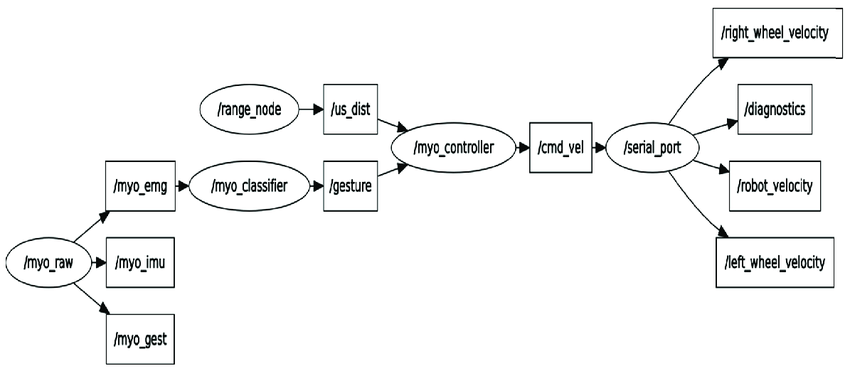 /right_wheel_velocity
/range_node
/us_dist
/diagnostics
/myo_controller
/cmd_vel
/serial_port
/myo_emg
/myo_classifier
/gesture
/robot_velocity
/myo_raw
/myo_imu
/left_wheel_velocity
/myo_gest